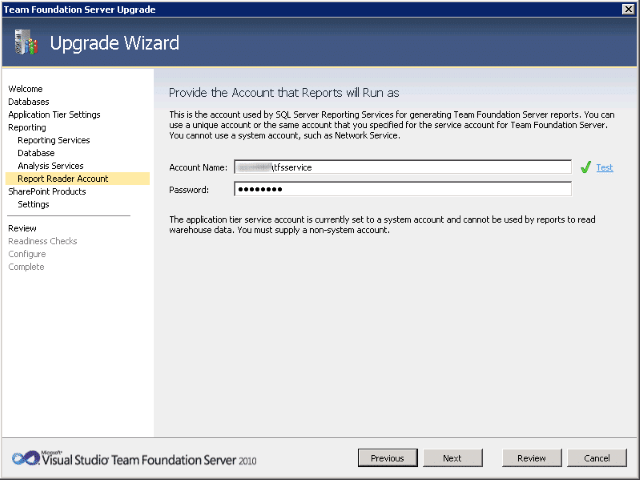 Team Foundation Server Upgrade
Upgrade Wizard
Welcome
Databases
Application Tier Settings
Reporting
Reporting Services
Database
Analysis Services
Report Reader Account
SharePoint Products
Settings
Review
Readiness Checks
Configure
Complete
Provide the Account that Reports will Run as
This is the account used by SQL Server Reporting Services for generating Team Foundation Server reports. You can
use a unique account or the same account that you specified for the service account for Team Foundation Server.
You cannot use a system account, such as Network Service.
Account Name: \tfsservice Test
Password: ●●●●●●●●
The application tier service account is currently set to a system account and cannot be used by reports to read
warehouse data. You must supply a non-system account.
Microsoft
Visual Studio Team Foundation Server 2010
Previous Next Review Cancel